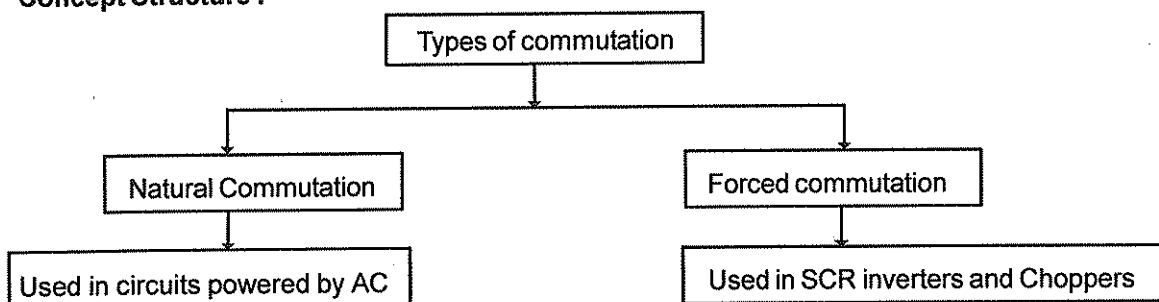 Concept Structure :
Types of commutation
Natural Commutation
Forced commutation
Used in circuits powered by AC
Used in SCR inverters and Choppers